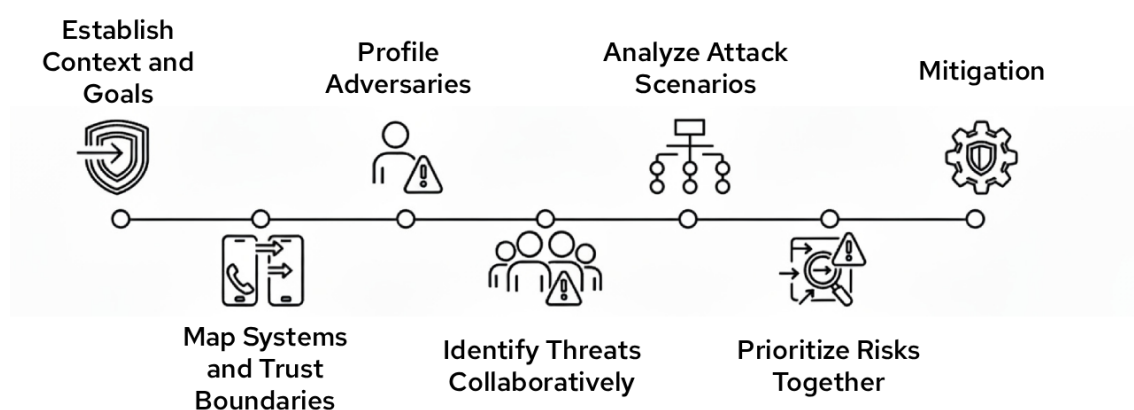 Establish
Context and
Goals
Map Systems
and Trust
Boundaries
Profile
Adversaries
Identify Threats
Collaboratively
Analyze Attack
Scenarios
Prioritize Risks
Together
Mitigation